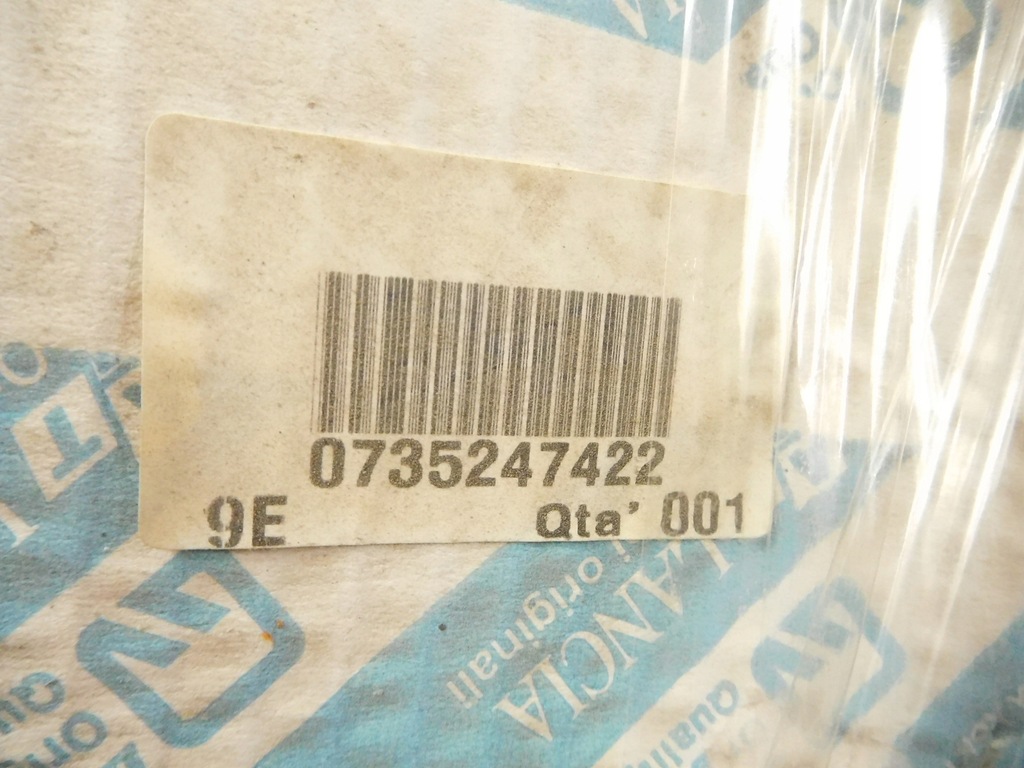 0735247422
9E Qta' 001
LANCIA
i originali
Quali